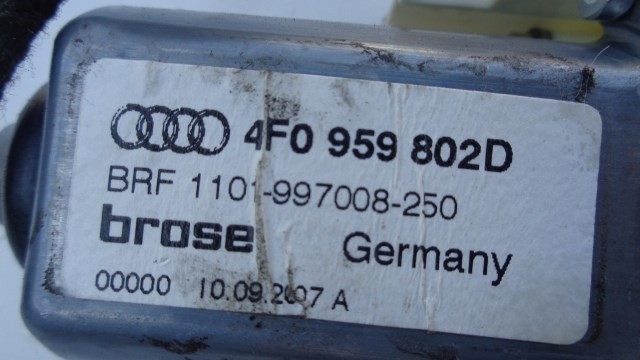 4F0 959 802D
BRF 1101-997008-250
brose Germany
00000 10.09.2007 A